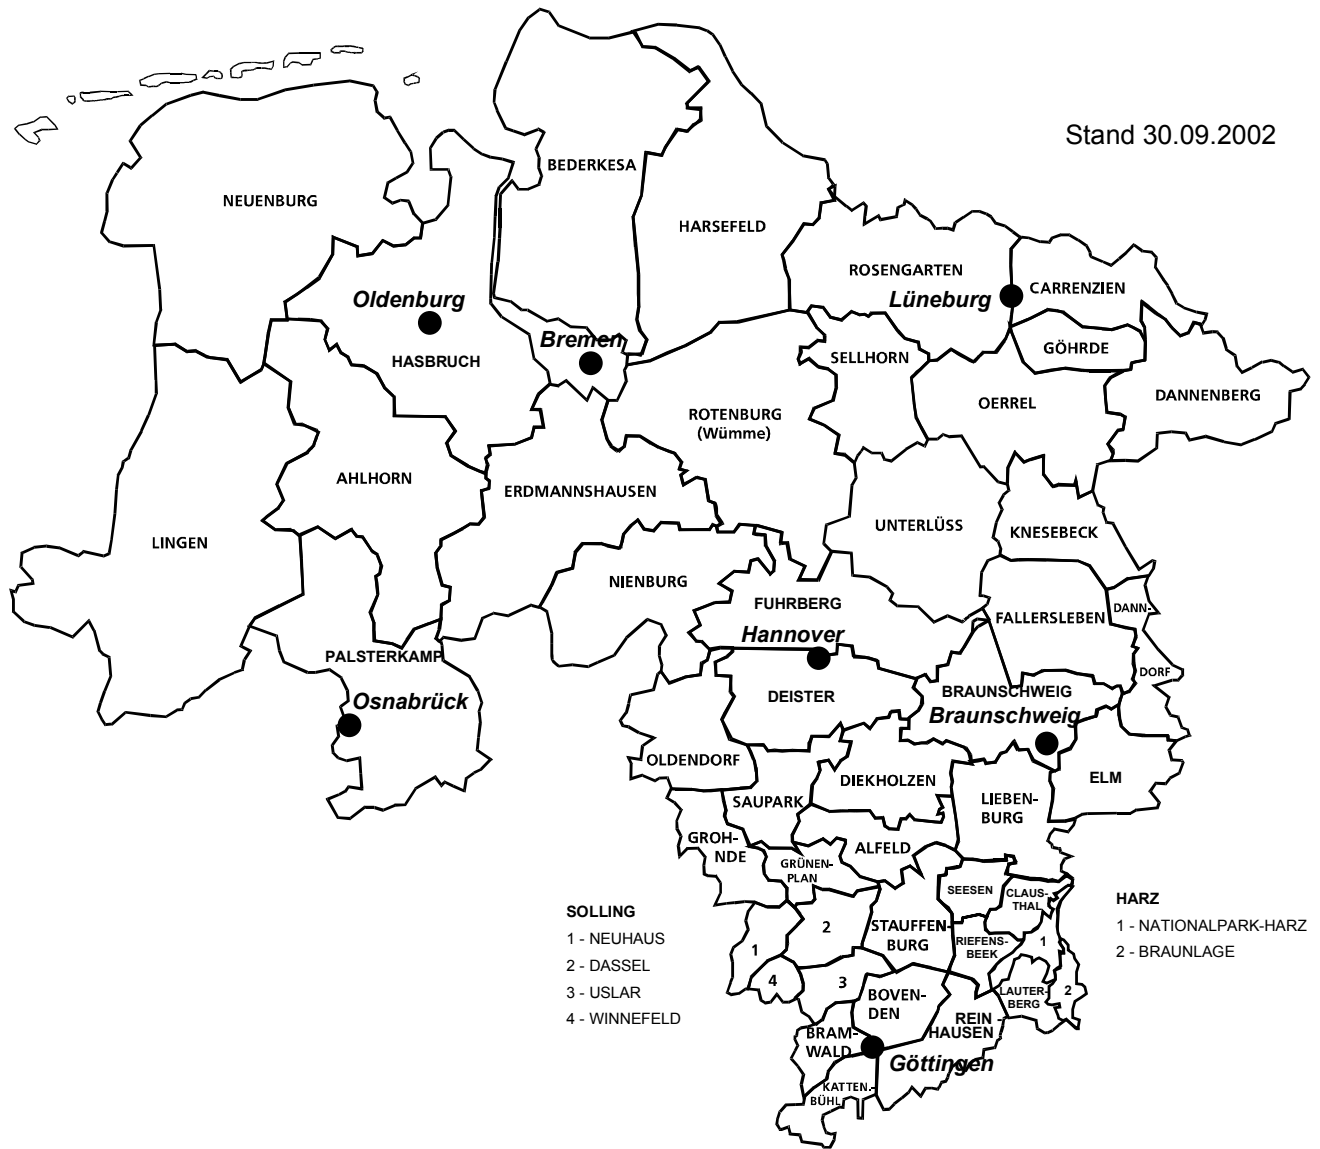 Stand 30.09.2002
BEDERKESA
NEUENBURG
HARSEFELD
ROSENGARTEN
CARRENZIEN
Oldenburg
Lüneburg
Bremen
GÖHRDE
HASBRUCH
SELLHORN
DANNENBERG
OERREL
ROTENBURG
(Wümme)
AHLHORN
ERDMANNSHAUSEN
UNTERLÜSS
KNESEBECK
LINGEN
NIENBURG
FUHRBERG
DANN-
FALLERSLEBEN
Hannover
PALSTERKAMP
DORF
BRAUNSCHWEIG
DEISTER
Osnabrück
Braunschweig
OLDENDORF
ELM
DIEKHOLZEN
SAUPARK
LIEBEN-
BURG
GROH-
NDE
ALFELD
GRÜNEN-
PLAN
SEESEN
CLAUS-
THAL
SOLLING
1 - NEUHAUS
2 - DASSEL
3 - USLAR
4 - WINNEFELD
HARZ
1 - NATIONALPARK-HARZ
2 - BRAUNLAGE
2
STAUFFEN-
BURG
1
RIEFENS-
BEEK
1
4
3
BOVEN-
DEN
LAUTER-
BERG
2
REIN -
HAUSEN
BRAM-
WALD
Göttingen
KATTEN.-
BÜHL